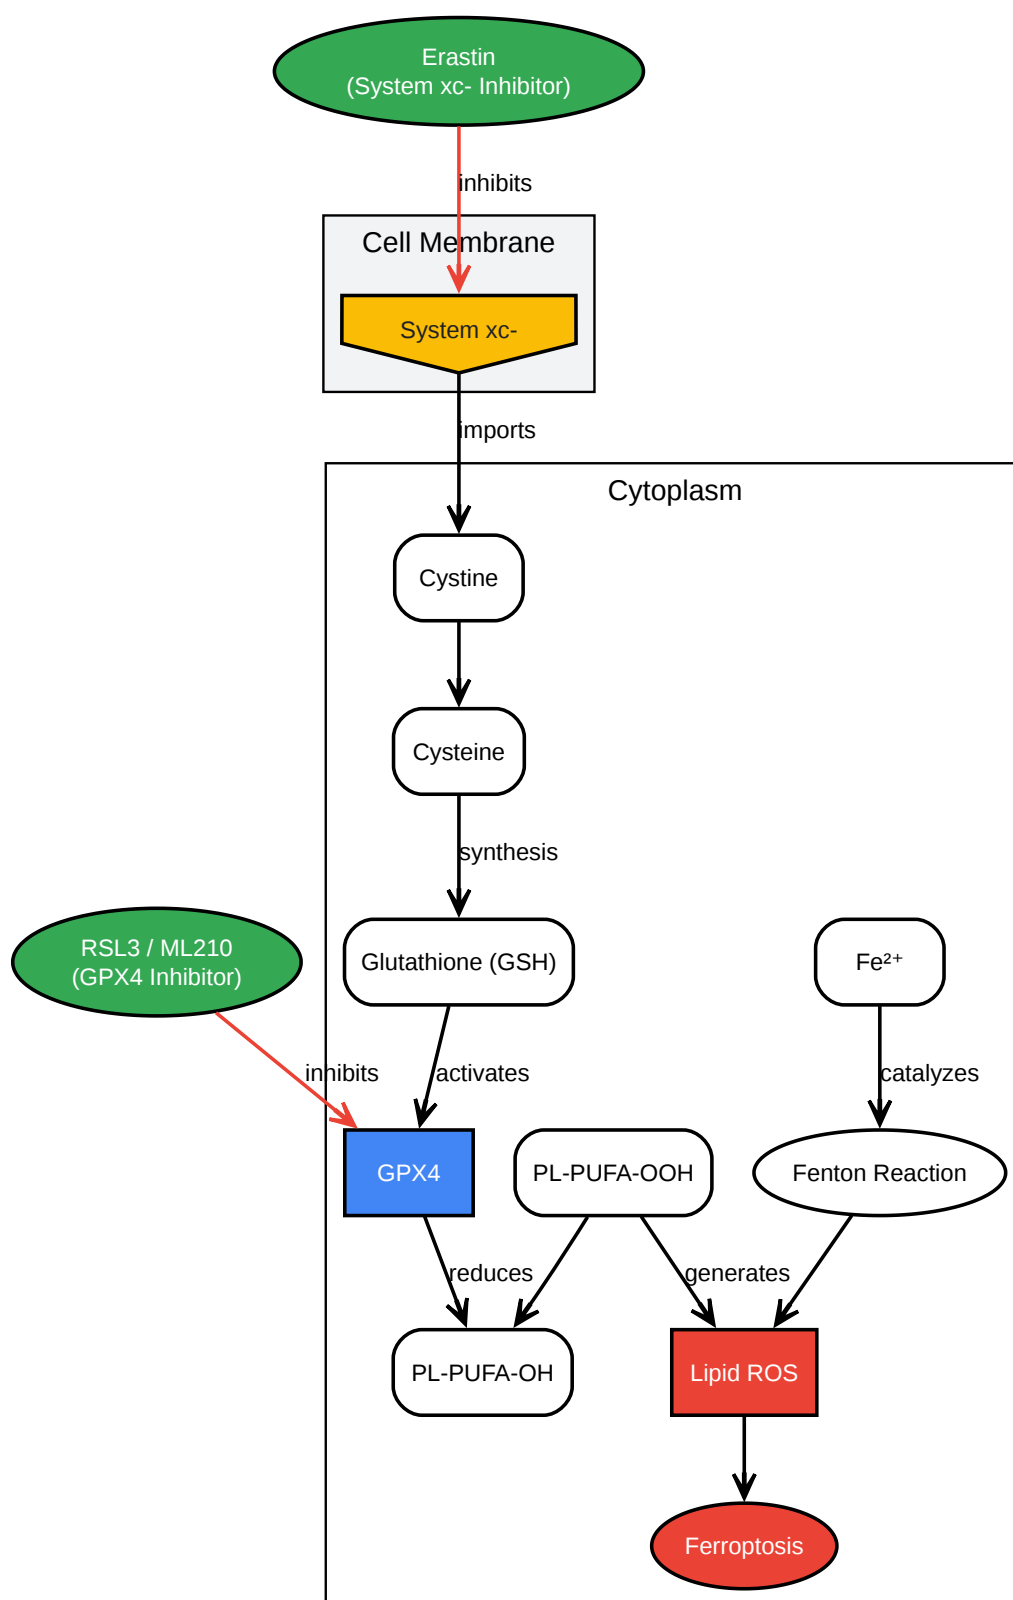 Erastin
(System xc- Inhibitor)
inhibits
Cell Membrane
System xc-
imports
Cytoplasm
Cystine
Cysteine
synthesis
RSL3 / ML210
(GPX4 Inhibitor)
Glutathione (GSH)
Fe²⁺
inhibits
activates
catalyzes
GPX4
PL-PUFA-OOH
Fenton Reaction
reduces
generates
PL-PUFA-OH
Lipid ROS
Ferroptosis